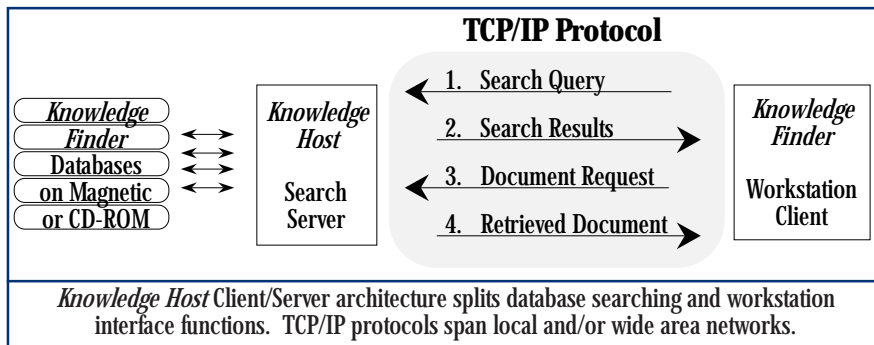 TCP/IP Protocol
Knowledge
Finder
Databases
on Magnetic
or CD-ROM
Knowledge
Host
Search
Server
1. Search Query
2. Search Results
3. Document Request
4. Retrieved Document
Knowledge
Finder
Workstation
Client
Knowledge Host Client/Server architecture splits database searching and workstation
interface functions. TCP/IP protocols span local and/or wide area networks.